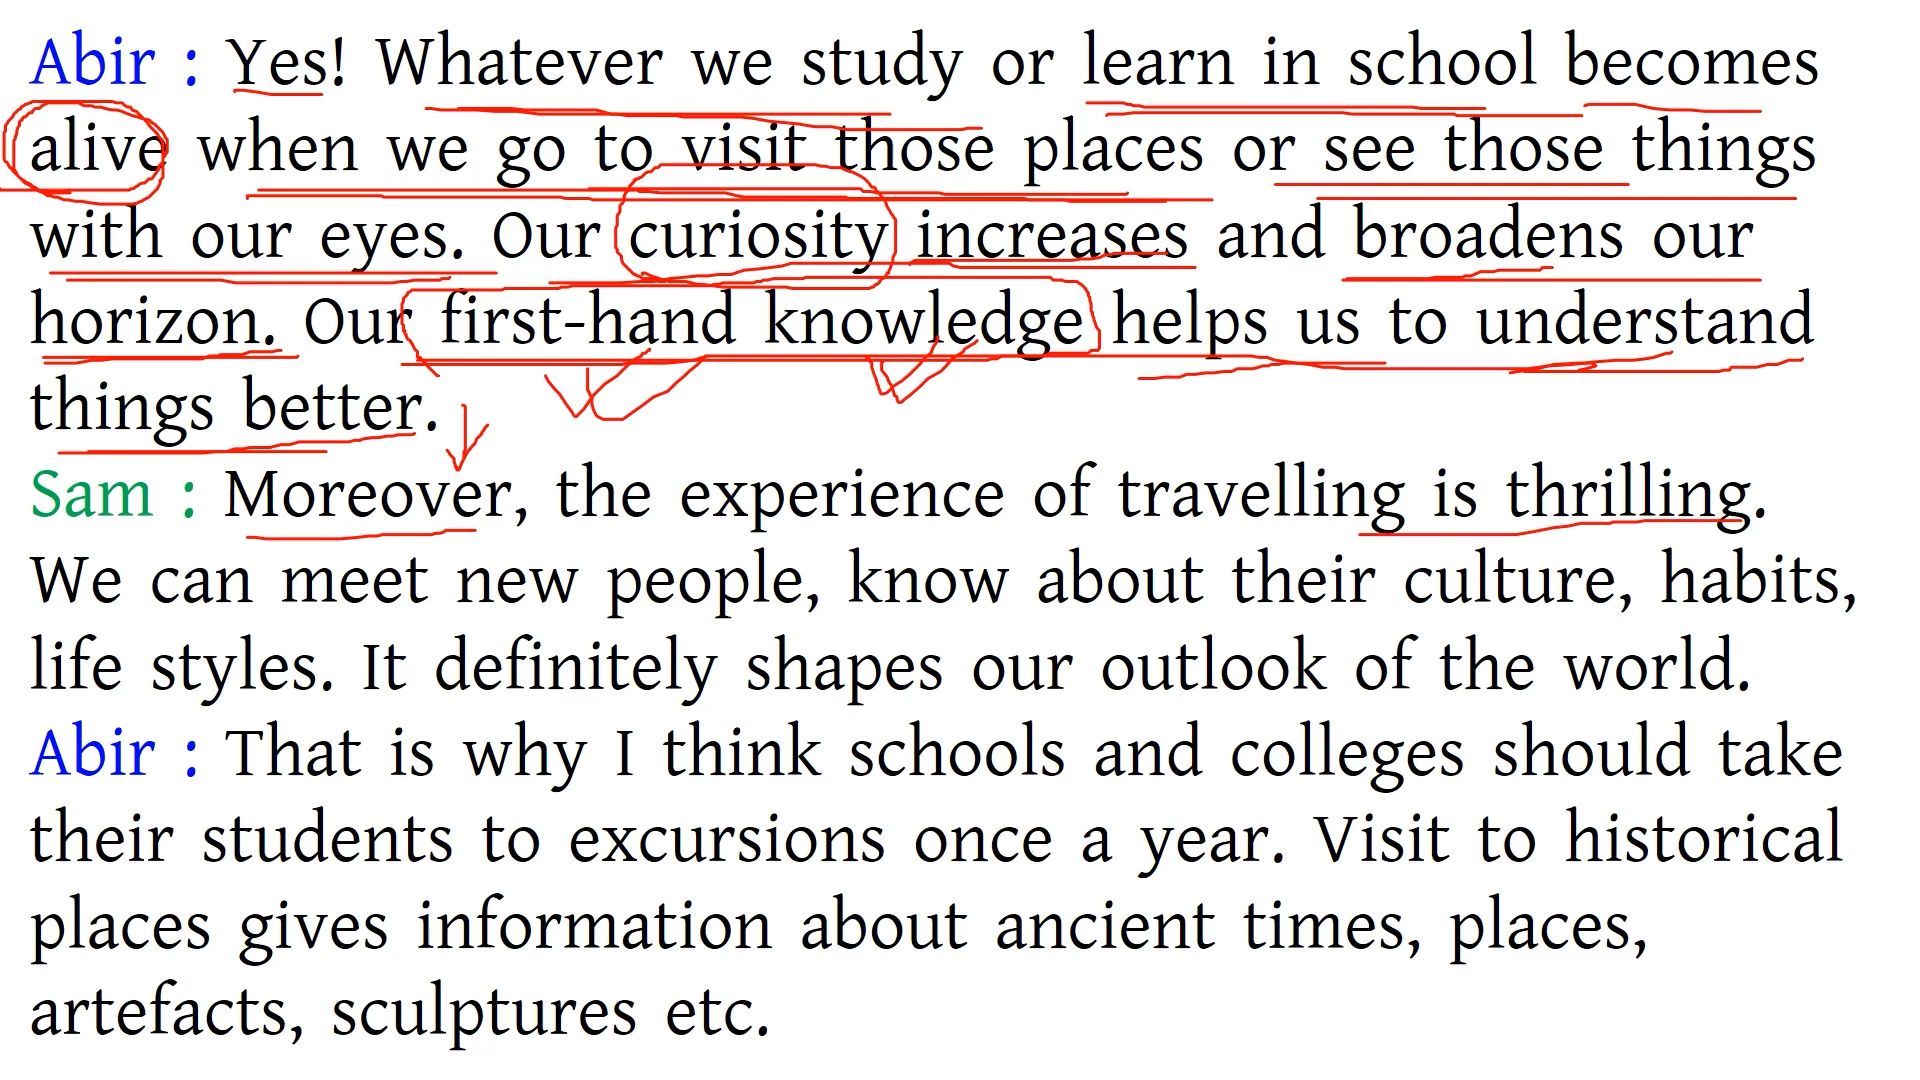 Abir : Yes! Whatever we study or learn in school becomes
alive when we go to visit those places or see those things
with our eyes. Our curiosity increases and broadens our
horizon. Our first-hand knowledge helps us to understand
things better.
Sam : Moreover, the experience of travelling is thrilling.
We can meet new people, know about their culture, habits,
life styles. It definitely shapes our outlook of the world.
Abir : That is why I think schools and colleges should take
their students to excursions once a year. Visit to historical
places gives information about ancient times, places,
artefacts, sculptures etc.